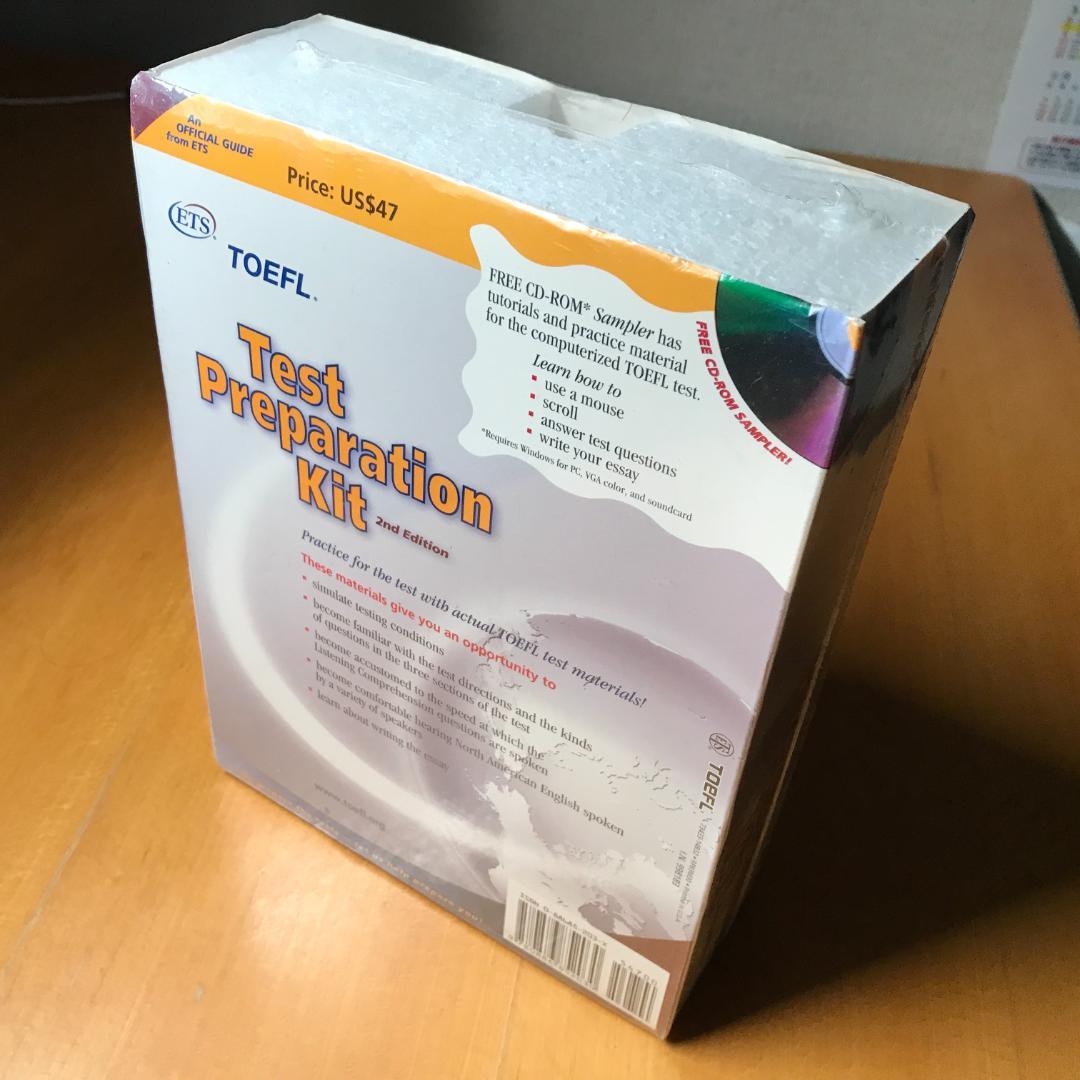 An
OFFICIAL GUIDE
from ETS
Price: US$47
ETS
TOEFL
FREE CD-ROM* Sampler has
tutorials and practice material
for the computerized TOEFL test.
Learn how to
▪ use a mouse
▪ scroll
▪ answer test questions
▪ write your essay
*Requires Windows for PC, VGA color, and soundcard
FREE CD-ROM SAMPLER!
Test
Preparation
Kit
2nd Edition
Practice for the test with actual TOEFL test materials!
These materials give you an opportunity to
▪ simulate testing conditions
▪ become familiar with the test directions and the kinds
of questions in the three sections of the test
▪ become accustomed to the speed at which the
Listening Comprehension questions are spoken
▪ become comfortable hearing North American English spoken
by a variety of speakers
▪ learn about writing the essay
www.toefl.org
let us help prepare you!
ETS TOEFL